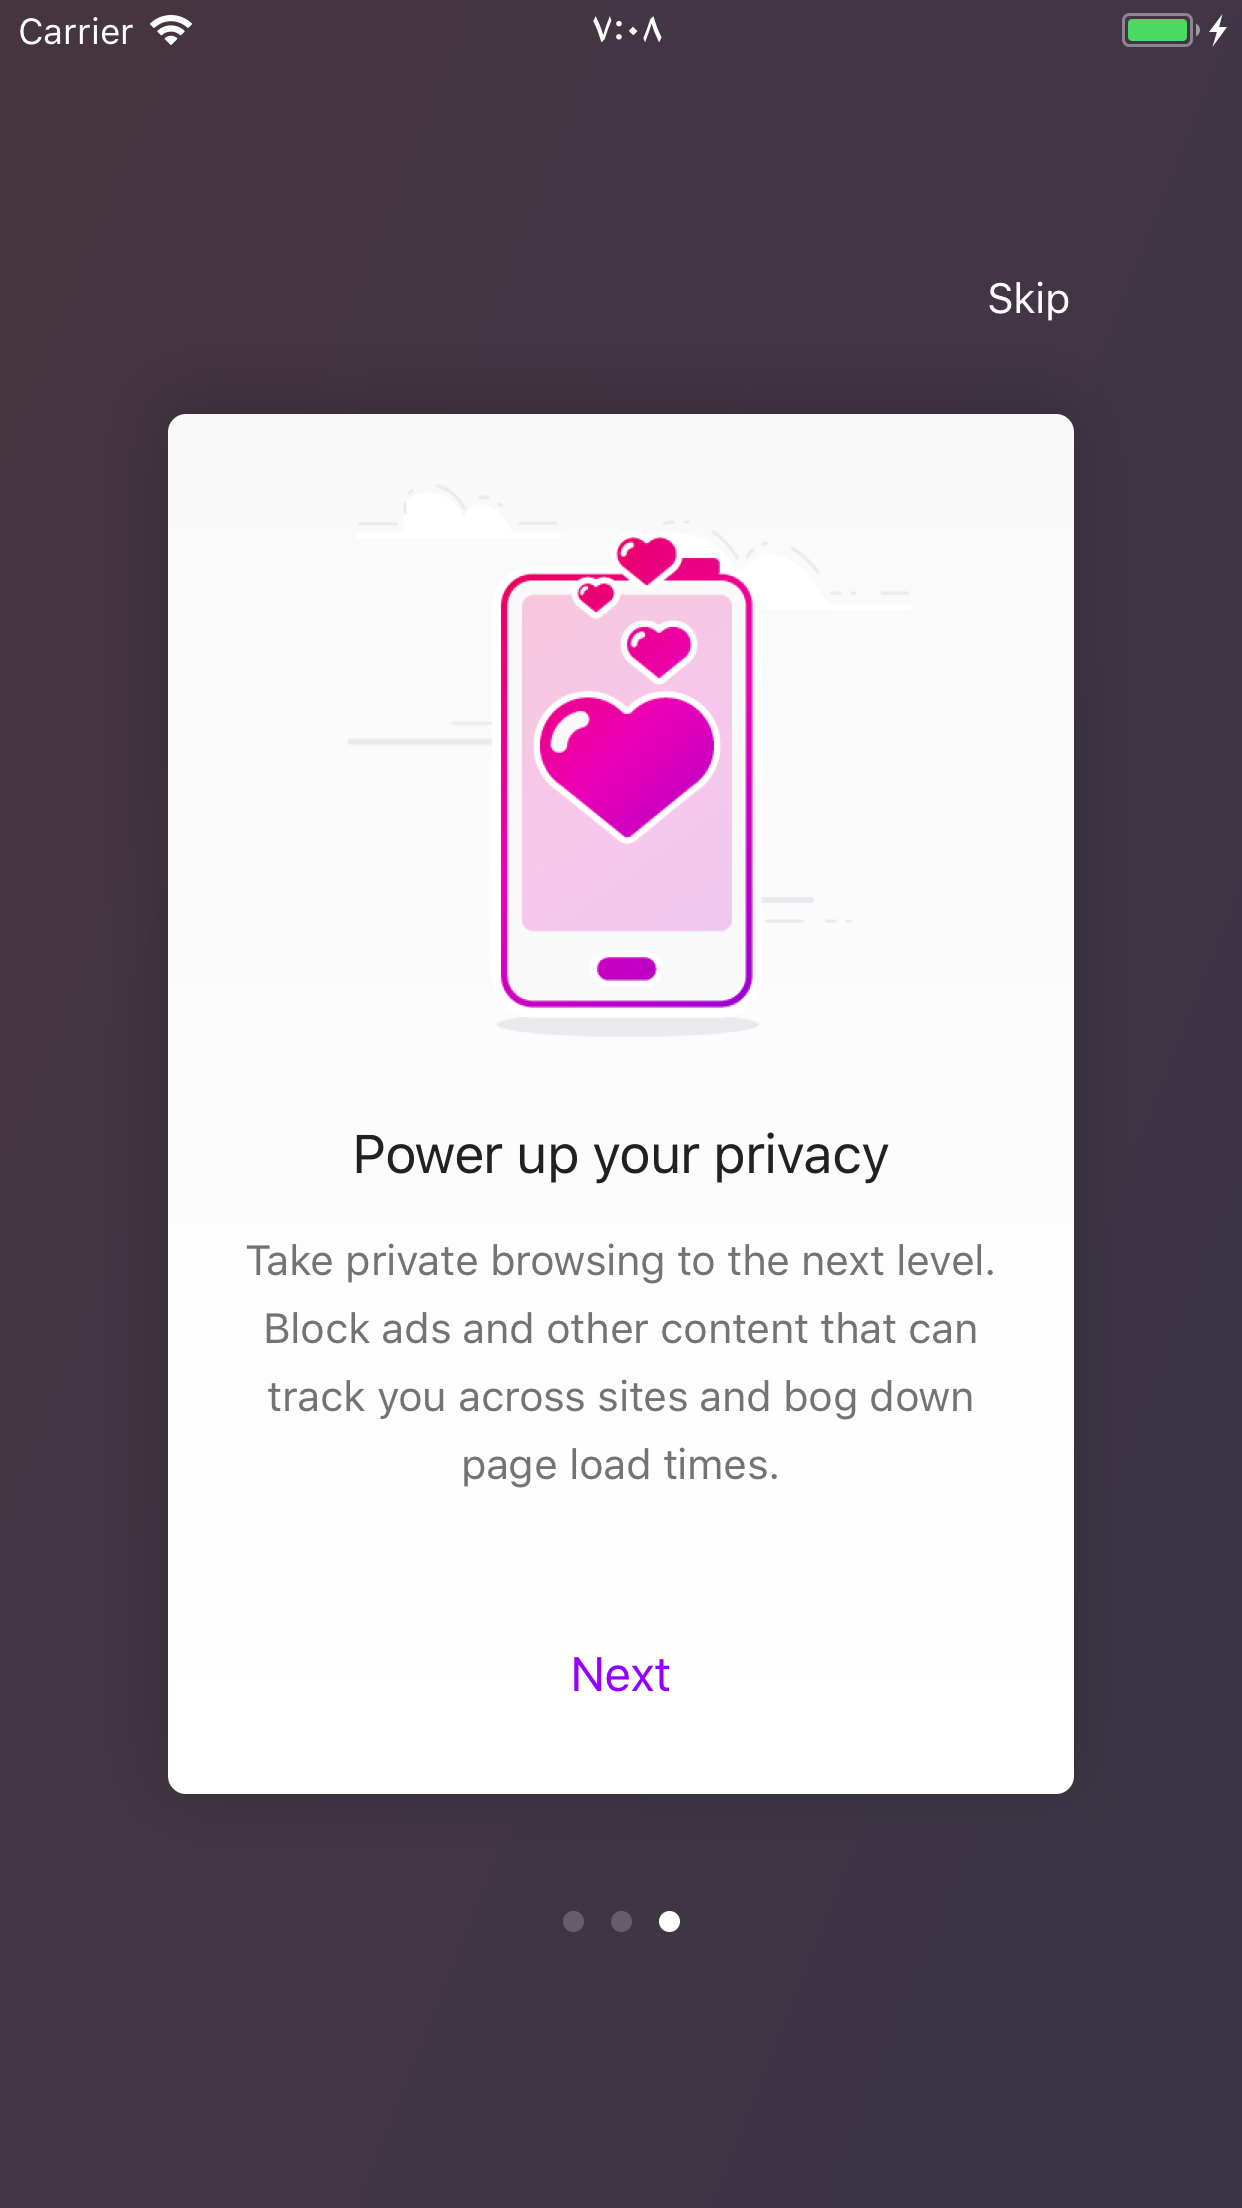 Carrier
٧:٠٨
Skip
Power up your privacy
Take private browsing to the next level.
Block ads and other content that can
track you across sites and bog down
page load times.
Next